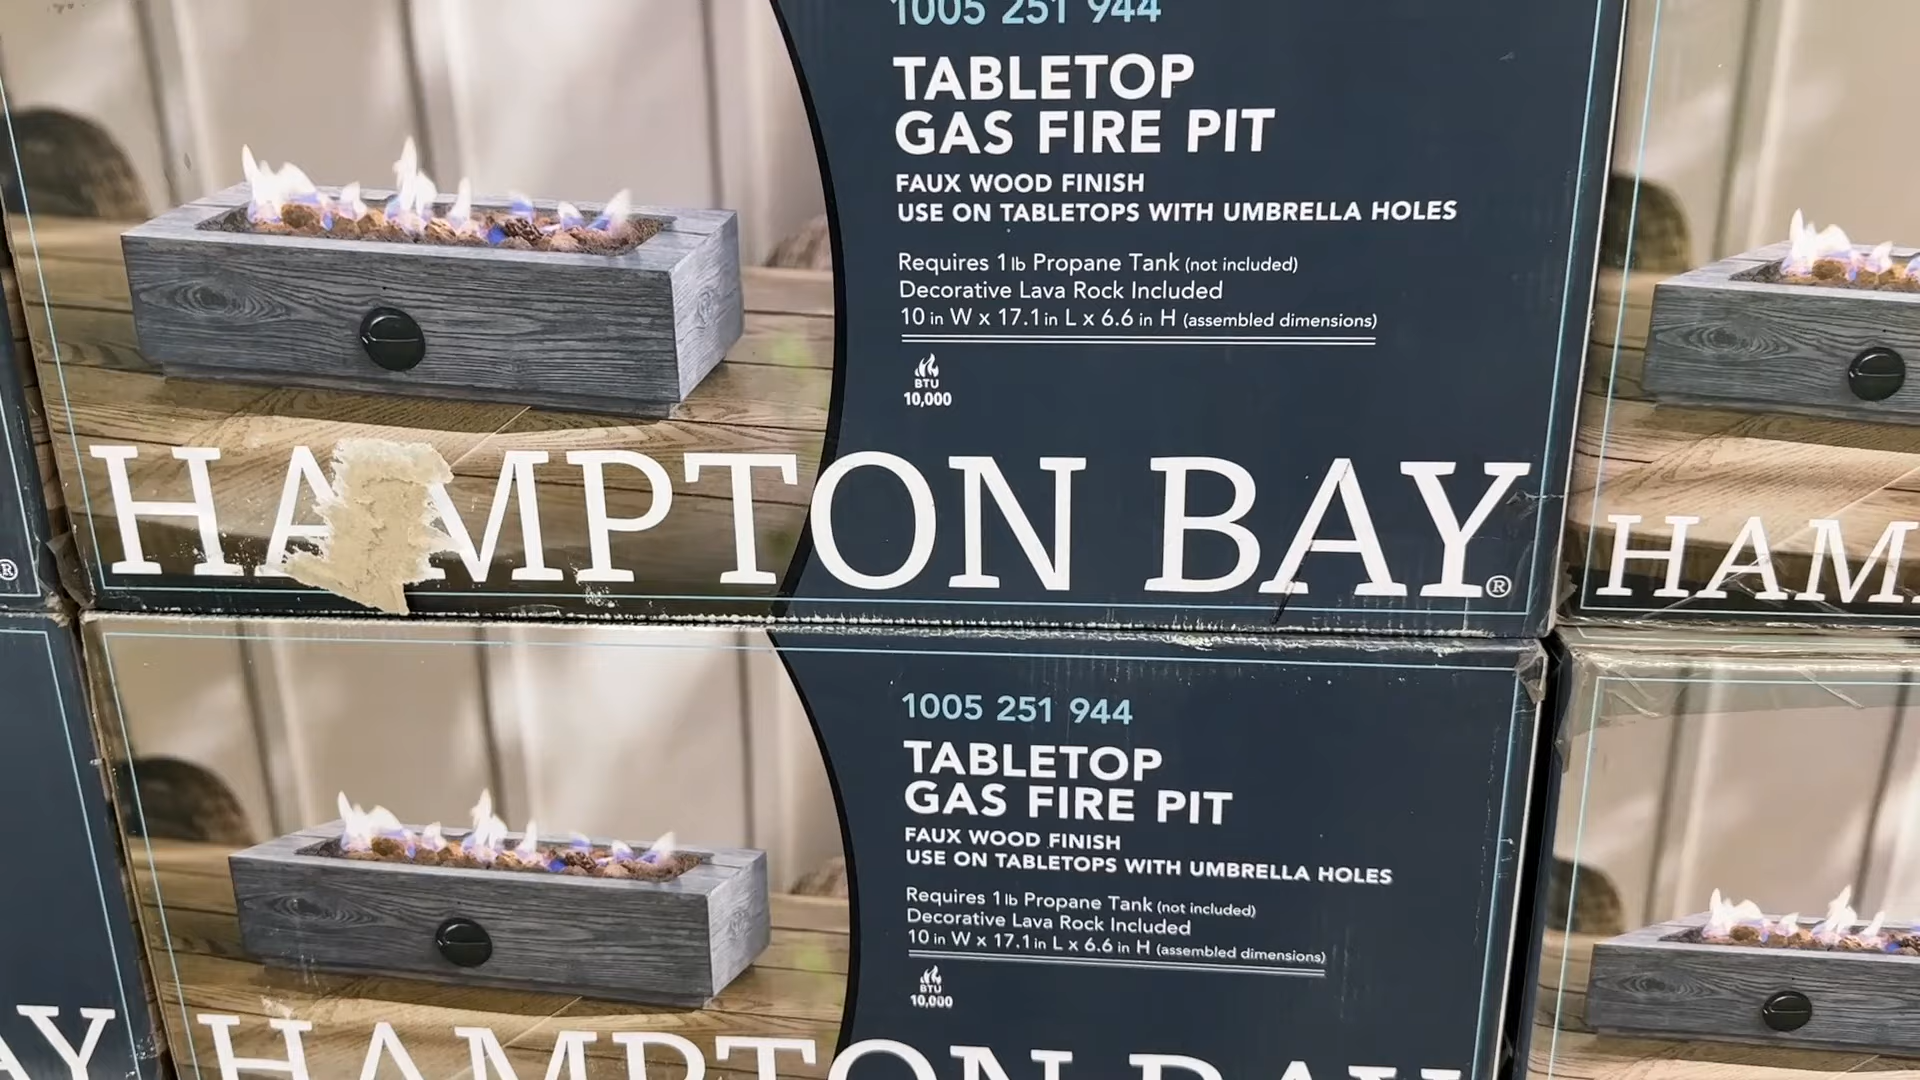 1005 251 944
TABLETOP
GAS FIRE PIT
FAUX WOOD FINISH
USE ON TABLETOPS WITH UMBRELLA HOLES
Requires 1 lb Propane Tank (not included)
Decorative Lava Rock Included
10 in W x 17.1 in L x 6.6 in H (assembled dimensions)
BTU
10,000
HAMPTON BAY®
HAM
®
1005 251 944
TABLETOP
GAS FIRE PIT
FAUX WOOD FINISH
USE ON TABLETOPS WITH UMBRELLA HOLES
Requires 1 lb Propane Tank (not included)
Decorative Lava Rock Included
10 in W x 17.1 in L x 6.6 in H (assembled dimensions)
BTU
10,000
AY
HAMPTON BAY